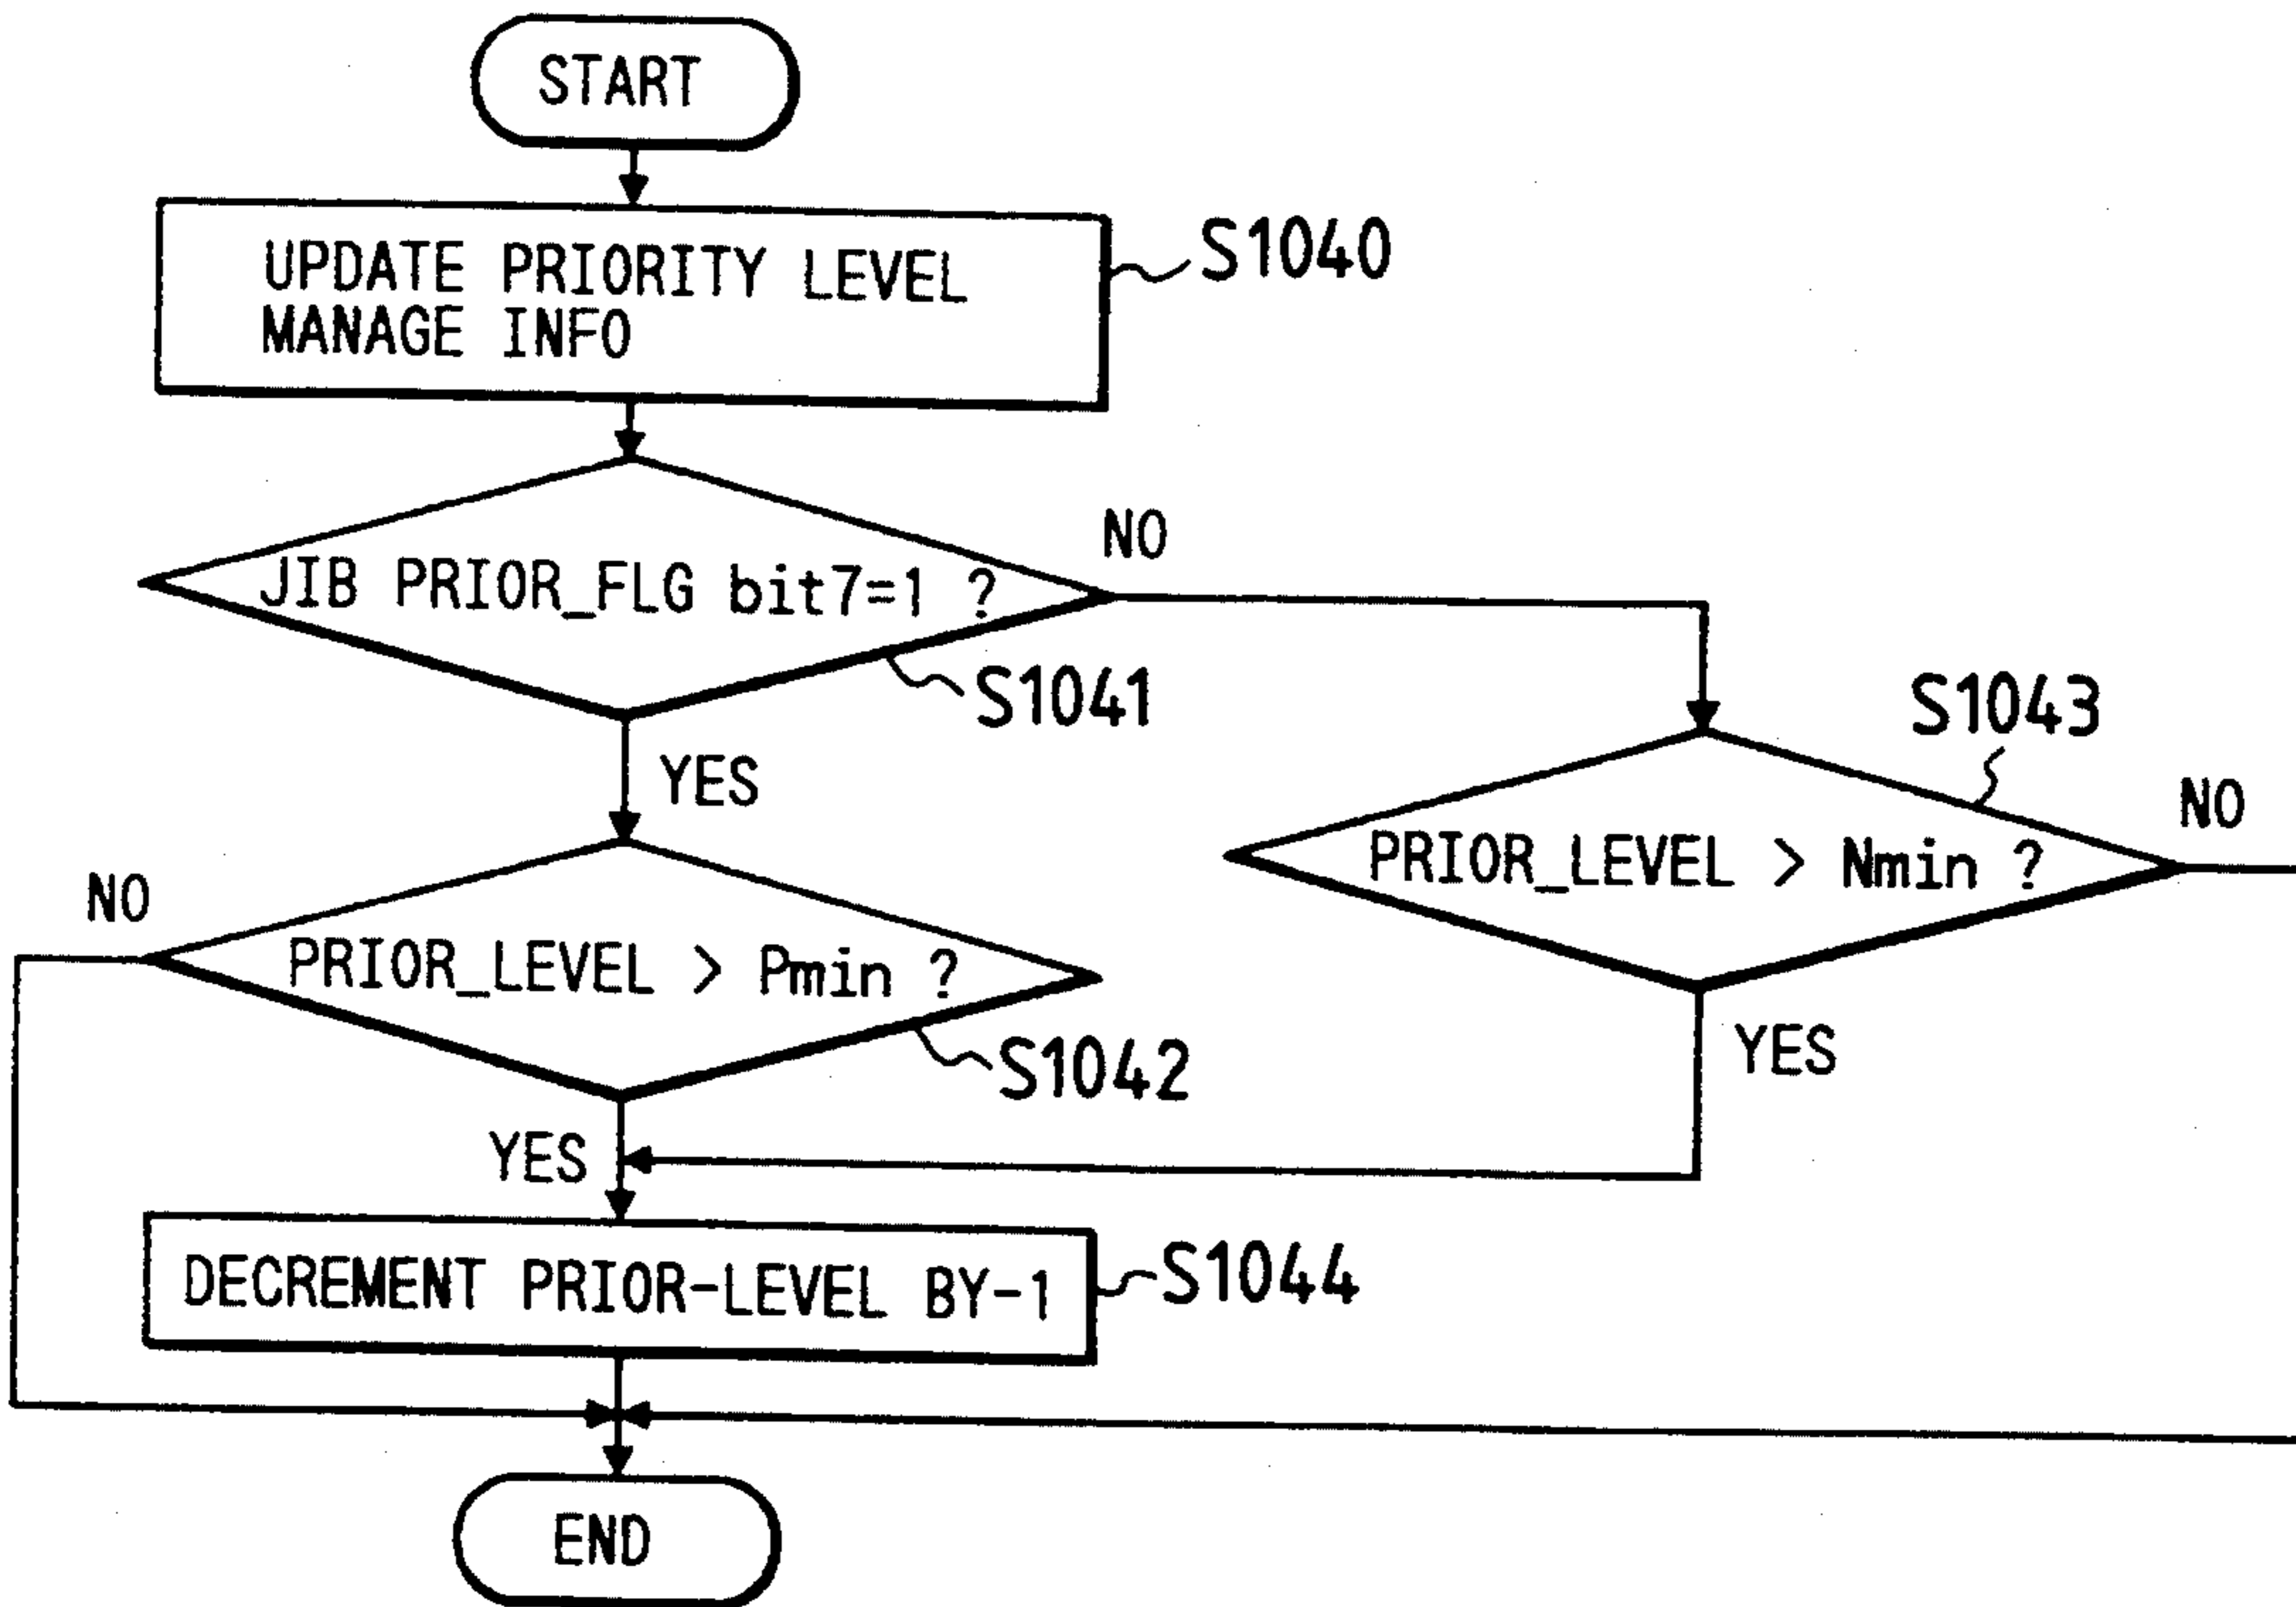 START
UPDATE PRIORITY LEVEL
MANAGE INFO
S1040
JIB PRIOR_FLG bit7=1 ?
NO
S1041
YES
S1043
PRIOR_LEVEL > Nmin ?
NO
YES
NO
PRIOR_LEVEL > Pmin ?
S1042
YES
DECREMENT PRIOR-LEVEL BY-1
S1044
END